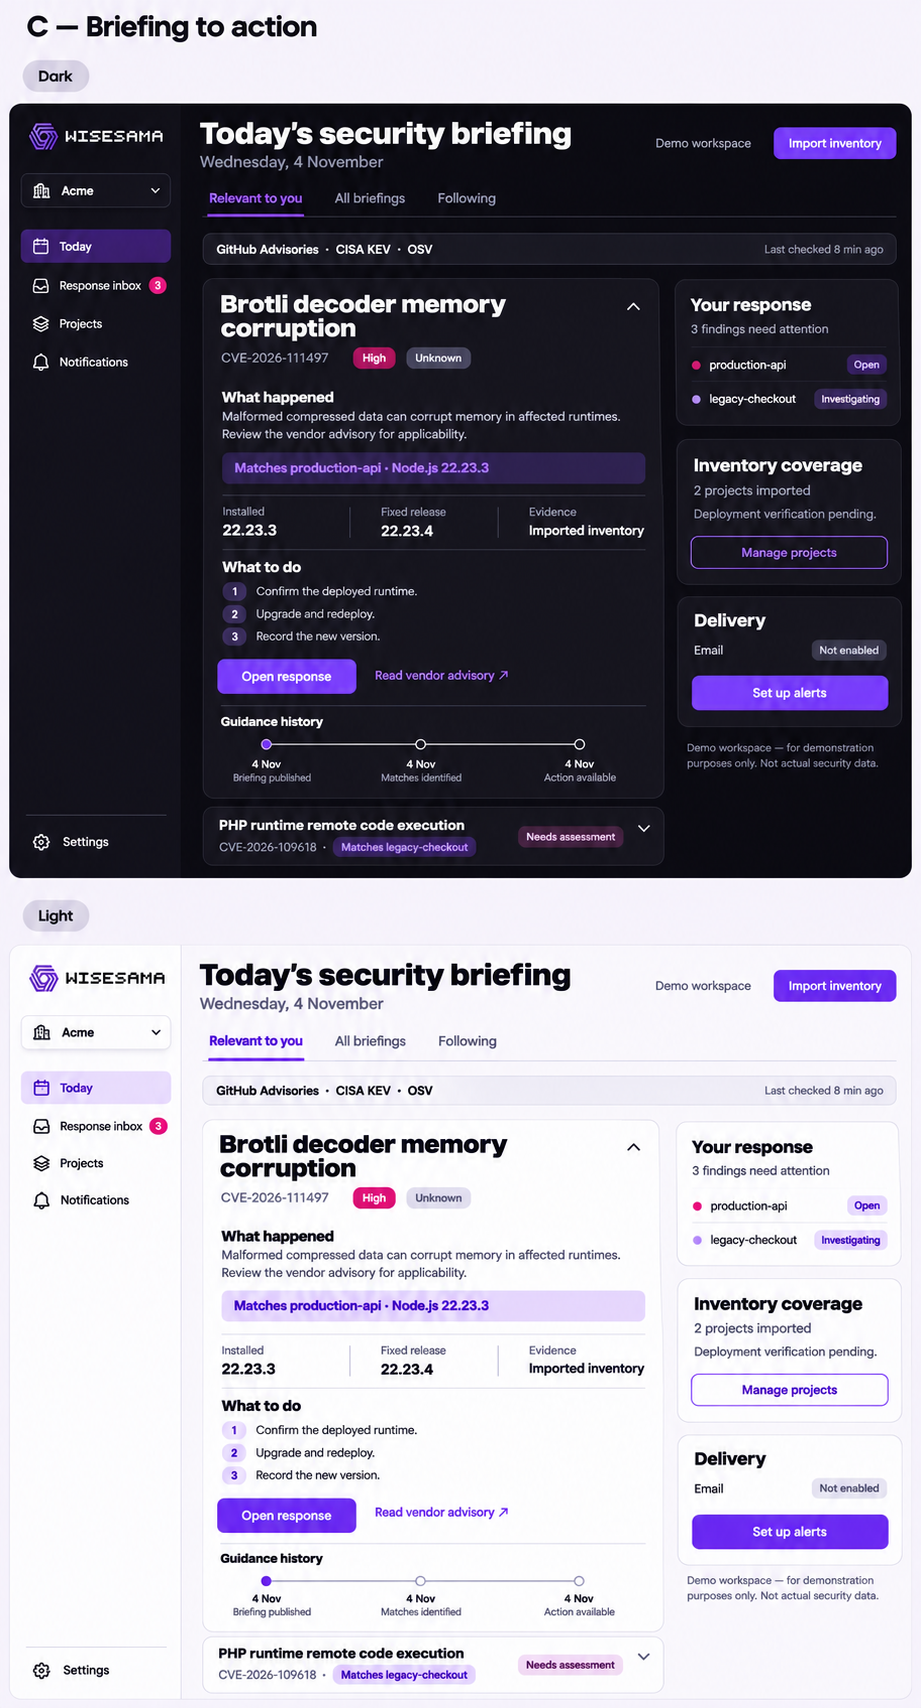 C — Briefing to action
Dark
WISESAMA
Acme
Today
Response inbox 3
Projects
Notifications
Settings
Today's security briefing
Wednesday, 4 November
Demo workspace
Import inventory
Relevant to you
All briefings
Following
GitHub Advisories • CISA KEV • OSV
Last checked 8 min ago
Brotli decoder memory
corruption
CVE-2026-111497
High
Unknown
What happened
Malformed compressed data can corrupt memory in affected runtimes.
Review the vendor advisory for applicability.
Matches production-api · Node.js 22.23.3
Installed
22.23.3
Fixed release
22.23.4
Evidence
Imported inventory
What to do
1 Confirm the deployed runtime.
2 Upgrade and redeploy.
3 Record the new version.
Open response
Read vendor advisory ↗
Guidance history
4 Nov
Briefing published
4 Nov
Matches identified
4 Nov
Action available
PHP runtime remote code execution
CVE-2026-109618 • Matches legacy-checkout
Needs assessment
Your response
3 findings need attention
production-api Open
legacy-checkout Investigating
Inventory coverage
2 projects imported
Deployment verification pending.
Manage projects
Delivery
Email Not enabled
Set up alerts
Demo workspace — for demonstration
purposes only. Not actual security data.
Light
WISESAMA
Acme
Today
Response inbox 3
Projects
Notifications
Settings
Today's security briefing
Wednesday, 4 November
Demo workspace
Import inventory
Relevant to you
All briefings
Following
GitHub Advisories • CISA KEV • OSV
Last checked 8 min ago
Brotli decoder memory
corruption
CVE-2026-111497
High
Unknown
What happened
Malformed compressed data can corrupt memory in affected runtimes.
Review the vendor advisory for applicability.
Matches production-api · Node.js 22.23.3
Installed
22.23.3
Fixed release
22.23.4
Evidence
Imported inventory
What to do
1 Confirm the deployed runtime.
2 Upgrade and redeploy.
3 Record the new version.
Open response
Read vendor advisory ↗
Guidance history
4 Nov
Briefing published
4 Nov
Matches identified
4 Nov
Action available
PHP runtime remote code execution
CVE-2026-109618 • Matches legacy-checkout
Needs assessment
Your response
3 findings need attention
production-api Open
legacy-checkout Investigating
Inventory coverage
2 projects imported
Deployment verification pending.
Manage projects
Delivery
Email Not enabled
Set up alerts
Demo workspace — for demonstration
purposes only. Not actual security data.